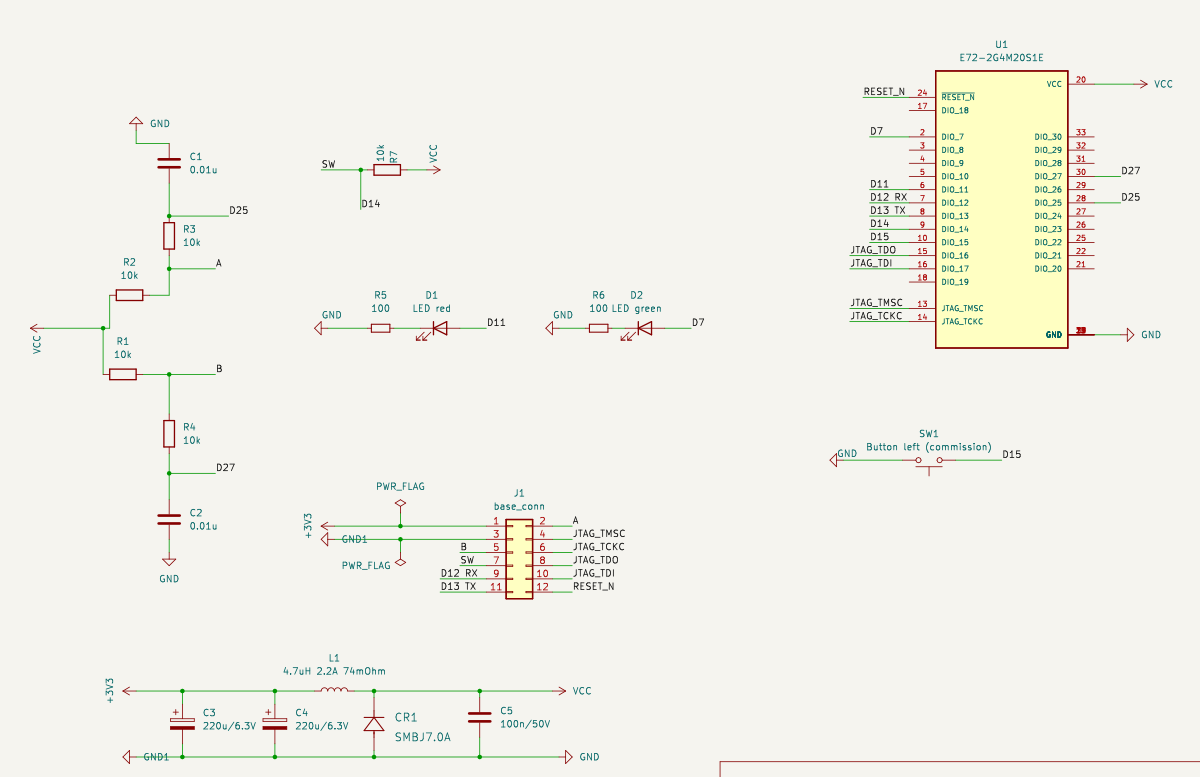 U1
E72-2G4M20S1E
RESET_N 24 RESET_N
17 DIO_18
VCC 20 VCC
D7 2 DIO_7
3 DIO_8
4 DIO_9
5 DIO_10
D11 6 DIO_11
D12 RX 7 DIO_12
D13 TX 8 DIO_13
D14 9 DIO_14
D15 10 DIO_15
JTAG_TDO 15 DIO_16
JTAG_TDI 16 DIO_17
18 DIO_19
JTAG_TMSC 13 JTAG_TMSC
JTAG_TCKC 14 JTAG_TCKC
DIO_30 33
DIO_29 32
DIO_28 31
DIO_27 30 D27
DIO_26 29
DIO_25 28 D25
DIO_24 27
DIO_23 26
DIO_22 25
DIO_21 22
DIO_20 21
GND GND
GND
C1
0.01u
D25
R3
10k
A
R2
10k
VCC
R1
10k
B
R4
10k
D27
C2
0.01u
GND
SW
10k
R7
VCC
D14
GND
R5
100
D1
LED red
D11
GND
R6
100
D2
LED green
D7
SW1
Button left (commission)
GND
D15
PWR_FLAG
J1
base_conn
+3V3
GND1
PWR_FLAG
1 2 A
3 4 JTAG_TMSC
B 5 6 JTAG_TCKC
SW 7 8 JTAG_TDO
D12 RX 9 10 JTAG_TDI
D13 TX 11 12 RESET_N
L1
4.7uH 2.2A 74mOhm
+3V3
VCC
+
C3
220u/6.3V
+
C4
220u/6.3V
CR1
SMBJ7.0A
C5
100n/50V
GND1
GND